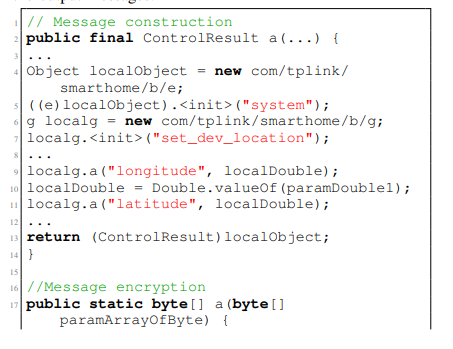 1 // Message construction
2 public final ControlResult a(...) {
3 ...
4 Object localObject = new com/tplink/
smarthome/b/e;
5 ((e)localObject).<init>("system");
6 g localg = new com/tplink/smarthome/b/g;
7 localg.<init>("set_dev_location");
8 ...
9 localg.a("longitude", localDouble);
10 localDouble = Double.valueOf(paramDouble1);
11 localg.a("latitude", localDouble);
12 ...
13 return (ControlResult)localObject;
14 }
15
16 //Message encryption
17 public static byte[] a(byte[]
paramArrayOfByte) {